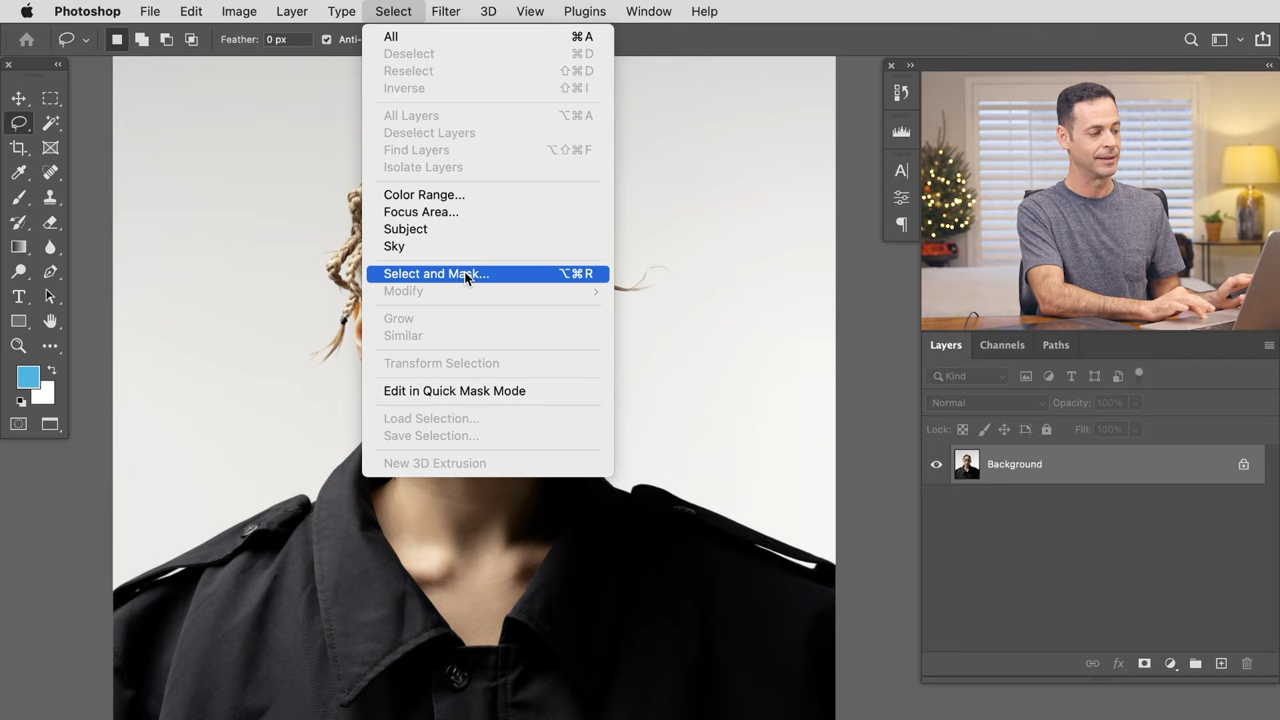 Photoshop File Edit Image Layer Type Select Filter 3D View Plugins Window Help
Feather: 0 px Anti-
All ⌘A
Deselect ⌘D
Reselect ⇧⌘D
Inverse ⇧⌘I
All Layers ⌥⌘A
Deselect Layers
Find Layers ⌥⇧⌘F
Isolate Layers
Color Range...
Focus Area...
Subject
Sky
Select and Mask... ⌥⌘R
Modify
Grow
Similar
Transform Selection
Edit in Quick Mask Mode
Load Selection...
Save Selection...
New 3D Extrusion
Layers Channels Paths
Kind
Normal Opacity: 100%
Lock: Fill: 100%
Background